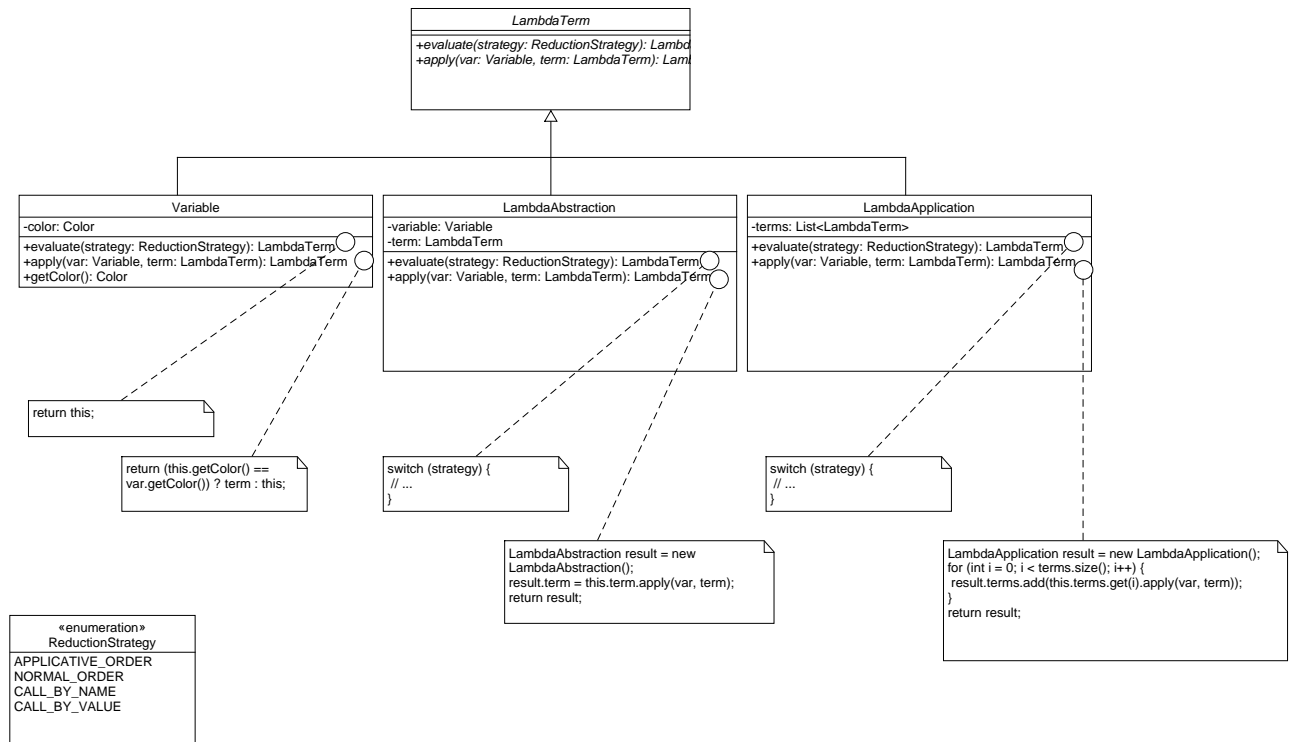 LambdaTerm
+evaluate(strategy: ReductionStrategy): Lambd
+apply(var: Variable, term: LambdaTerm): Lam
Variable
-color: Color
+evaluate(strategy: ReductionStrategy): LambdaTerm
+apply(var: Variable, term: LambdaTerm): LambdaTerm
+getColor(): Color
LambdaAbstraction
-variable: Variable
-term: LambdaTerm
+evaluate(strategy: ReductionStrategy): LambdaTerm
+apply(var: Variable, term: LambdaTerm): LambdaTerm
LambdaApplication
-terms: List<LambdaTerm>
+evaluate(strategy: ReductionStrategy): LambdaTerm
+apply(var: Variable, term: LambdaTerm): LambdaTerm
return this;
return (this.getColor() ==
var.getColor()) ? term : this;
switch (strategy) {
// ...
}
switch (strategy) {
// ...
}
LambdaAbstraction result = new
LambdaAbstraction();
result.term = this.term.apply(var, term);
return result;
LambdaApplication result = new LambdaApplication();
for (int i = 0; i < terms.size(); i++) {
result.terms.add(this.terms.get(i).apply(var, term));
}
return result;
«enumeration»
ReductionStrategy
APPLICATIVE_ORDER
NORMAL_ORDER
CALL_BY_NAME
CALL_BY_VALUE